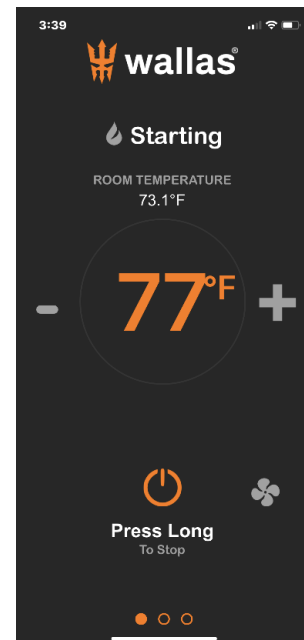 3:39
wallas®
Starting
ROOM TEMPERATURE
73.1°F
77°F
-
+
Press Long
To Stop